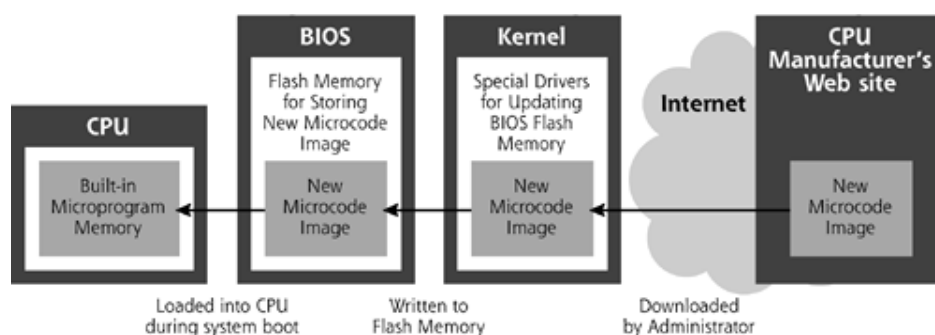 CPU
Built-in
Microprogram
Memory
BIOS
Flash Memory
for Storing
New Microcode
Image
New
Microcode
Image
Kernel
Special Drivers
for Updating
BIOS Flash
Memory
New
Microcode
Image
Internet
CPU
Manufacturer's
Web site
New
Microcode
Image
Loaded into CPU
during system boot
Written to
Flash Memory
Downloaded
by Administrator